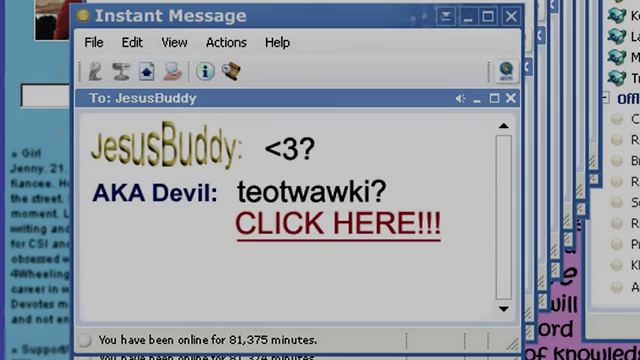 Instant Message
File Edit View Actions Help
To: JesusBuddy
JesusBuddy: <3?
AKA Devil: teotwawki?
CLICK HERE!!!
You have been online for 81,375 minutes.
You have been online for 81,374 minutes.
» Girl
Jenny. 21.
fiancee. He
the street.
moment. L
writing and
for CSI and
obsessed w
4Wheeling
career in w
Devotes m
and not en
» Support
Offl
will
ord
of knowled